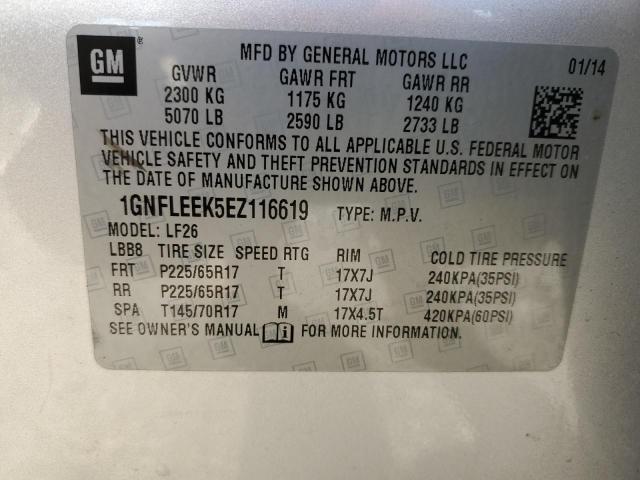 GM ®
MFD BY GENERAL MOTORS LLC
01/14
GVWR GAWR FRT GAWR RR
2300 KG 1175 KG 1240 KG
5070 LB 2590 LB 2733 LB
THIS VEHICLE CONFORMS TO ALL APPLICABLE U.S. FEDERAL MOTOR
VEHICLE SAFETY AND THEFT PREVENTION STANDARDS IN EFFECT ON
THE DATE OF MANUFACTURE SHOWN ABOVE.
1GNFLEEK5EZ116619 TYPE: M.P.V.
MODEL: LF26
LBB8 TIRE SIZE SPEED RTG RIM COLD TIRE PRESSURE
FRT P225/65R17 T 17X7J 240KPA(35PSI)
RR P225/65R17 T 17X7J 240KPA(35PSI)
SPA T145/70R17 M 17X4.5T 420KPA(60PSI)
SEE OWNER'S MANUAL i FOR MORE INFORMATION.